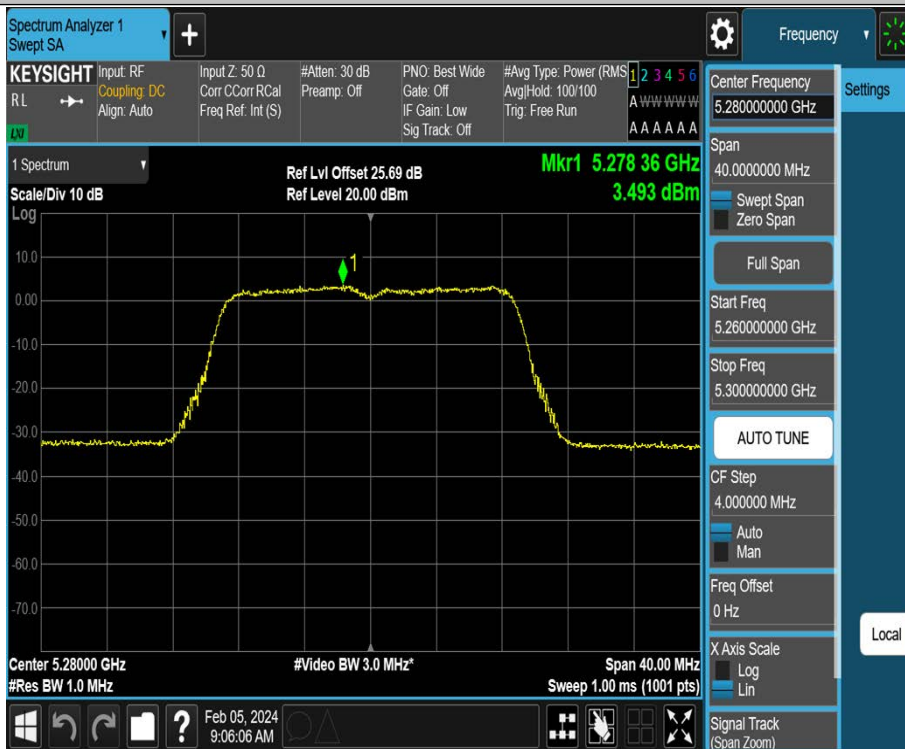 Spectrum Analyzer 1
Swept SA
+
Frequency
KEYSIGHT
RL
LXI
Input: RF
Coupling: DC
Align: Auto
Input Z: 50 Ω
Corr CCorr RCal
Freq Ref: Int (S)
#Atten: 30 dB
Preamp: Off
PNO: Best Wide
Gate: Off
IF Gain: Low
Sig Track: Off
#Avg Type: Power (RMS
Avg|Hold: 100/100
Trig: Free Run
1 2 3 4 5 6
A W W W W W
A A A A A A
1 Spectrum
Scale/Div 10 dB
Log
Ref Lvl Offset 25.69 dB
Ref Level 20.00 dBm
Mkr1 5.278 36 GHz
3.493 dBm
1
10.0
0.00
-10.0
-20.0
-30.0
-40.0
-50.0
-60.0
-70.0
Center 5.28000 GHz
#Res BW 1.0 MHz
#Video BW 3.0 MHz*
Span 40.00 MHz
Sweep 1.00 ms (1001 pts)
Center Frequency
5.280000000 GHz
Settings
Span
40.0000000 MHz
Swept Span
Zero Span
Full Span
Start Freq
5.260000000 GHz
Stop Freq
5.300000000 GHz
AUTO TUNE
CF Step
4.000000 MHz
Auto
Man
Freq Offset
0 Hz
Local
X Axis Scale
Log
Lin
Signal Track
(Span Zoom)
?
Feb 05, 2024
9:06:06 AM